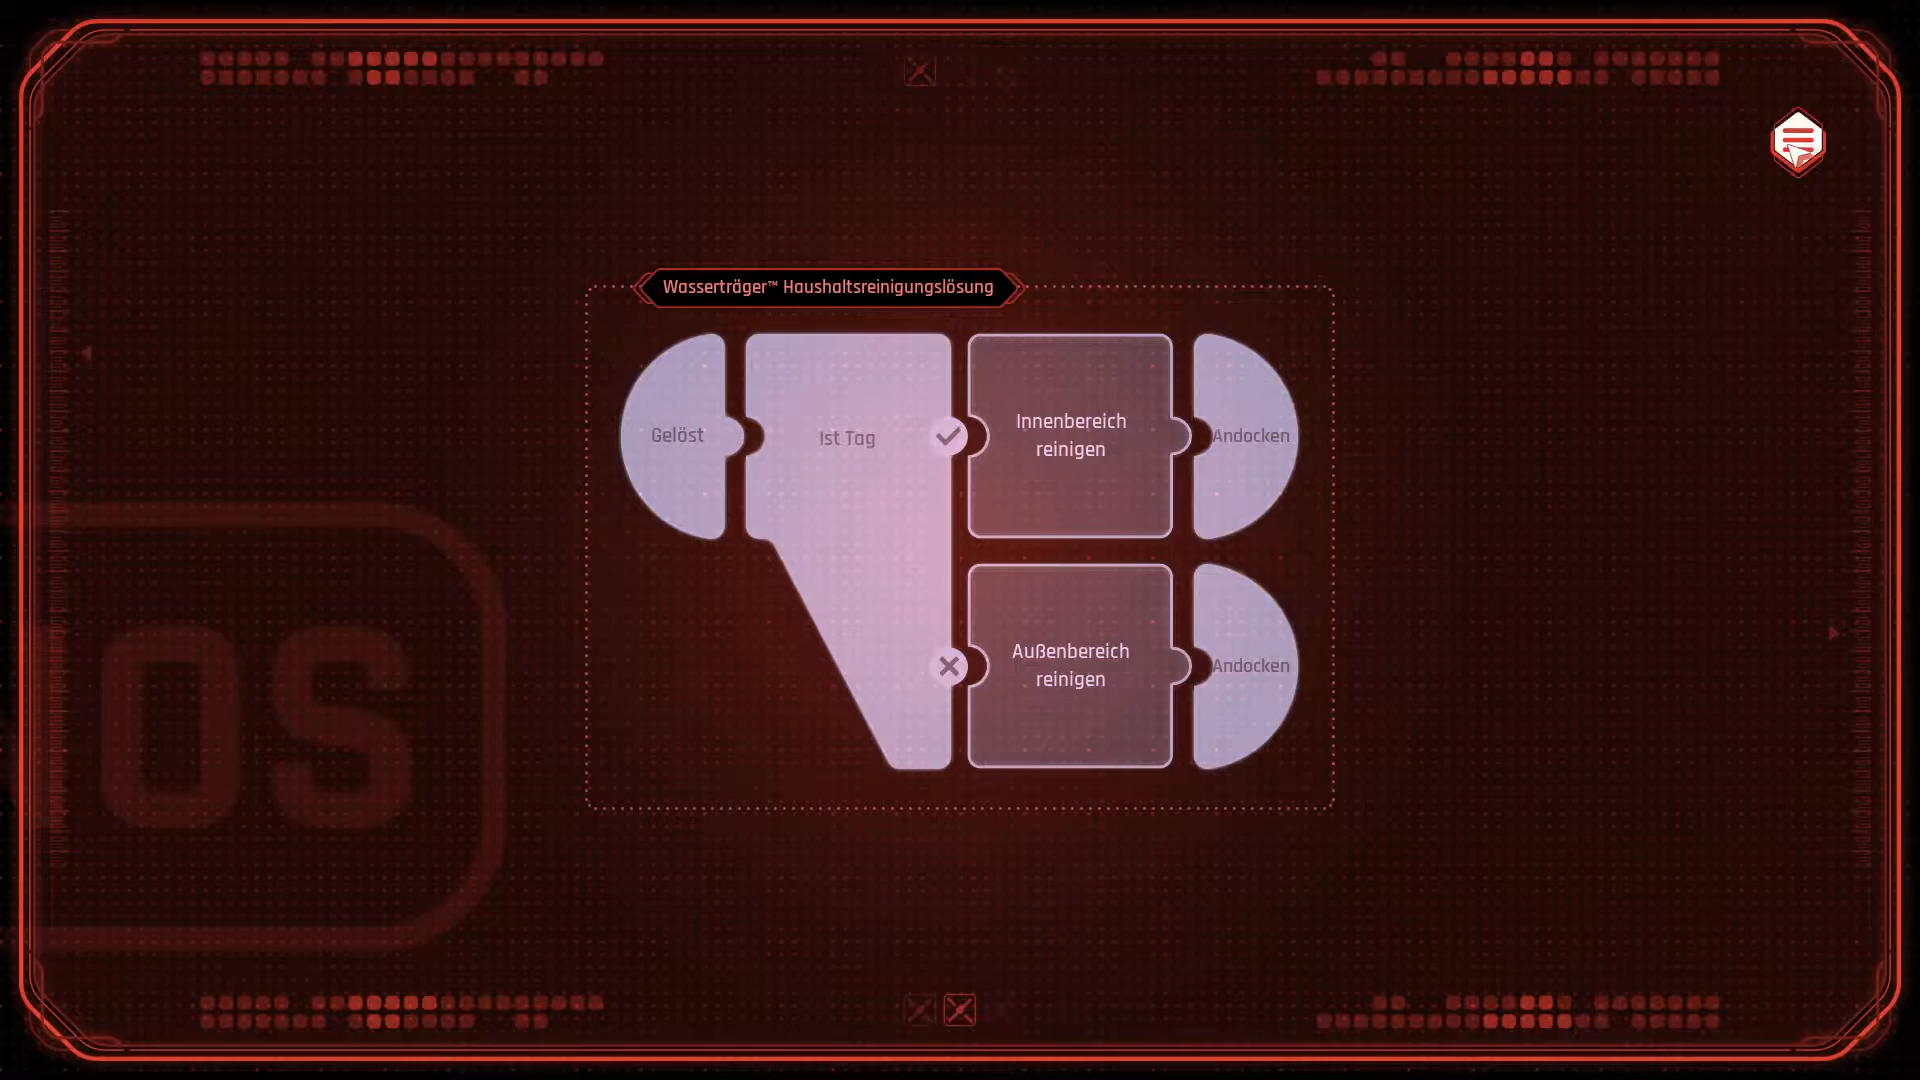 Wasserträger™ Haushaltsreinigungslösung
Gelöst
Ist Tag
Innenbereich
reinigen
Andocken
Außenbereich
reinigen
Andocken
OS